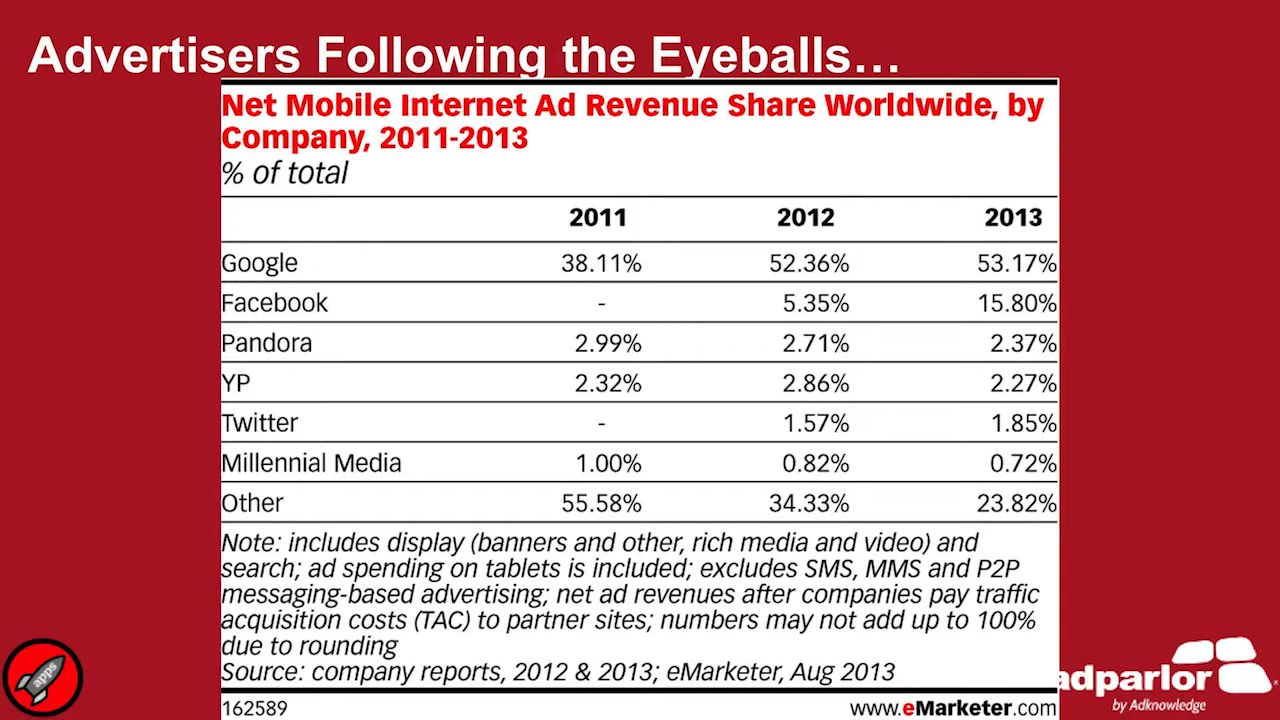 Advertisers Following the Eyeballs…
Net Mobile Internet Ad Revenue Share Worldwide, by
Company, 2011-2013
% of total
2011 2012 2013
Google 38.11% 52.36% 53.17%
Facebook - 5.35% 15.80%
Pandora 2.99% 2.71% 2.37%
YP 2.32% 2.86% 2.27%
Twitter - 1.57% 1.85%
Millennial Media 1.00% 0.82% 0.72%
Other 55.58% 34.33% 23.82%
Note: includes display (banners and other, rich media and video) and
search; ad spending on tablets is included; excludes SMS, MMS and P2P
messaging-based advertising; net ad revenues after companies pay traffic
acquisition costs (TAC) to partner sites; numbers may not add up to 100%
due to rounding
Source: company reports, 2012 & 2013; eMarketer, Aug 2013
162589 www.eMarketer.com
apps
adparlor
by Adknowledge